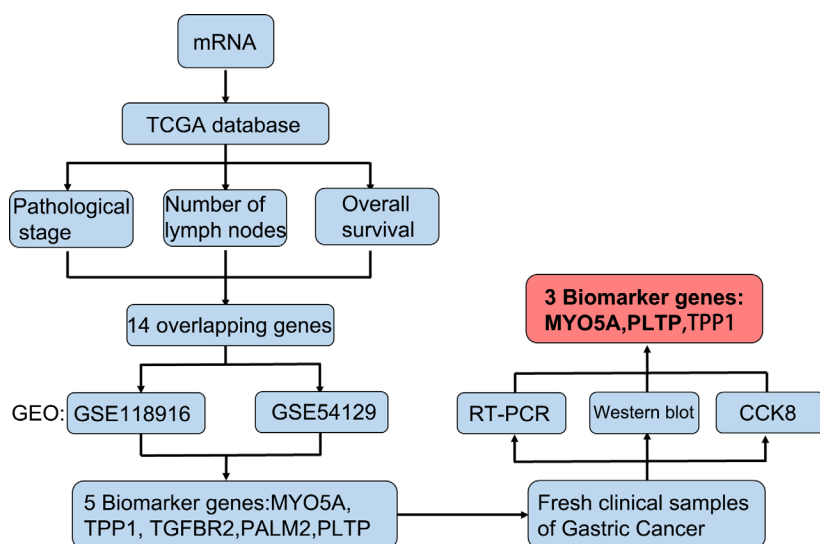 mRNA
TCGA database
Pathological
stage
Number of
lymph nodes
Overall
survival
14 overlapping genes
GEO:
GSE118916
GSE54129
5 Biomarker genes:MYO5A,
TPP1, TGFBR2,PALM2,PLTP
Fresh clinical samples
of Gastric Cancer
RT-PCR
Western blot
CCK8
3 Biomarker genes:
MYO5A,PLTP,TPP1